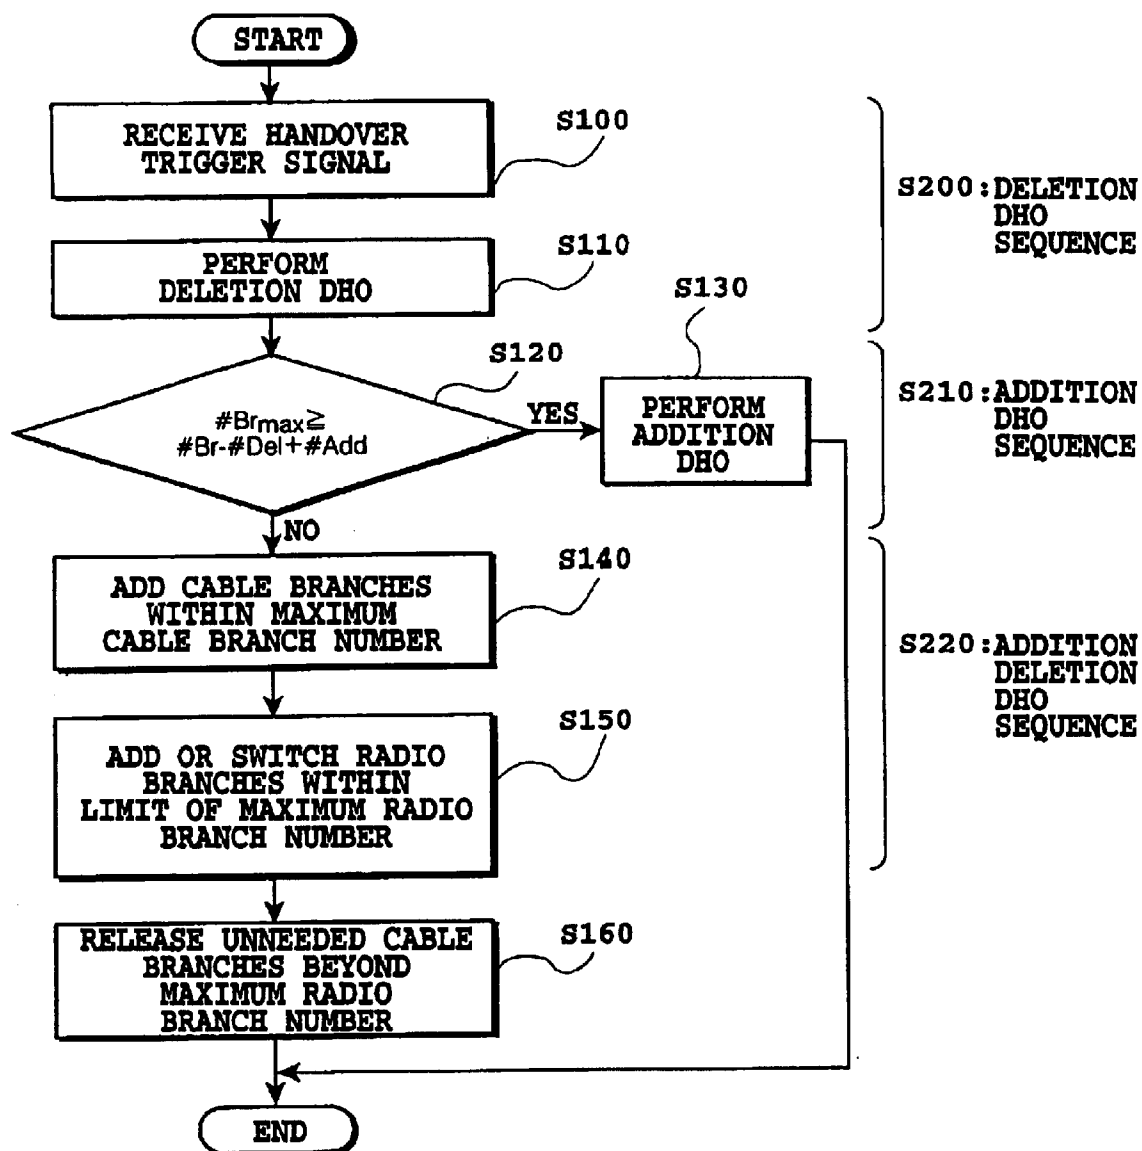 START
RECEIVE HANDOVER
TRIGGER SIGNAL
S100
PERFORM
DELETION DHO
S110
S200:DELETION
DHO
SEQUENCE
#Brmax≧
#Br-#Del+#Add
S120
YES
S130
PERFORM
ADDITION
DHO
S210:ADDITION
DHO
SEQUENCE
NO
ADD CABLE BRANCHES
WITHIN MAXIMUM
CABLE BRANCH NUMBER
S140
ADD OR SWITCH RADIO
BRANCHES WITHIN
LIMIT OF MAXIMUM RADIO
BRANCH NUMBER
S150
S220:ADDITION
DELETION
DHO
SEQUENCE
RELEASE UNNEEDED CABLE
BRANCHES BEYOND
MAXIMUM RADIO
BRANCH NUMBER
S160
END